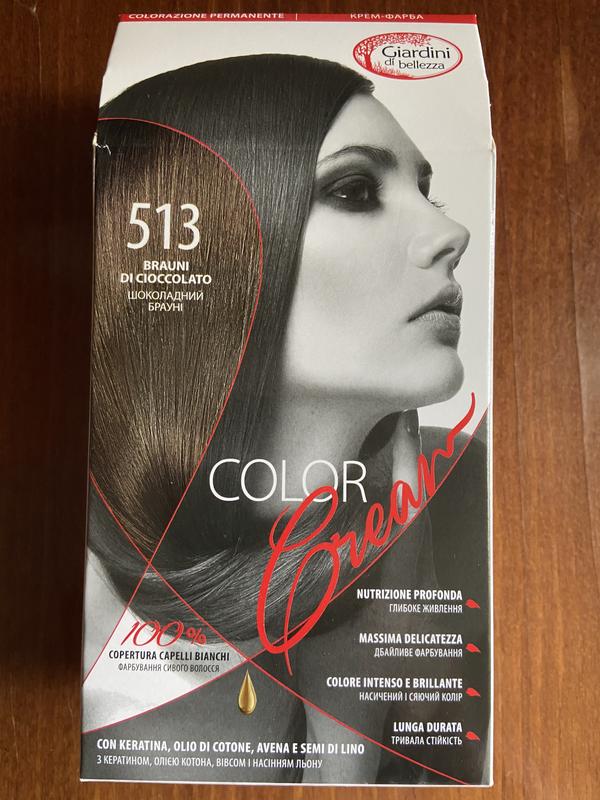 COLORAZIONE PERMANENTE | КРЕМ-ФАРБА
Giardini
di bellezza
513
BRAUNI
DI CIOCCOLATO
ШОКОЛАДНИЙ
БРАУНІ
COLOR
Cream
NUTRIZIONE PROFONDA
ГЛИБОКЕ ЖИВЛЕННЯ
MASSIMA DELICATEZZA
ДБАЙЛИВЕ ФАРБУВАННЯ
COLORE INTENSO E BRILLANTE
НАСИЧЕНИЙ І СЯЮЧИЙ КОЛІР
LUNGA DURATA
ТРИВАЛА СТІЙКІСТЬ
100%
COPERTURA CAPELLI BIANCHI
ФАРБУВАННЯ СИВОГО ВОЛОССЯ
CON KERATINA, OLIO DI COTONE, AVENA E SEMI DI LINO
З КЕРАТИНОМ, ОЛІЄЮ КОТОНА, ВІВСОМ І НАСІННЯМ ЛЬОНУ